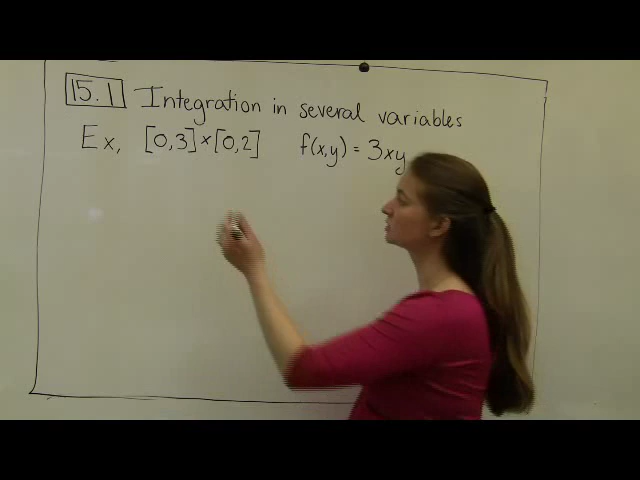 15.1 Integration in several variables
Ex, [0,3]×[0,2] f(x,y) = 3xy